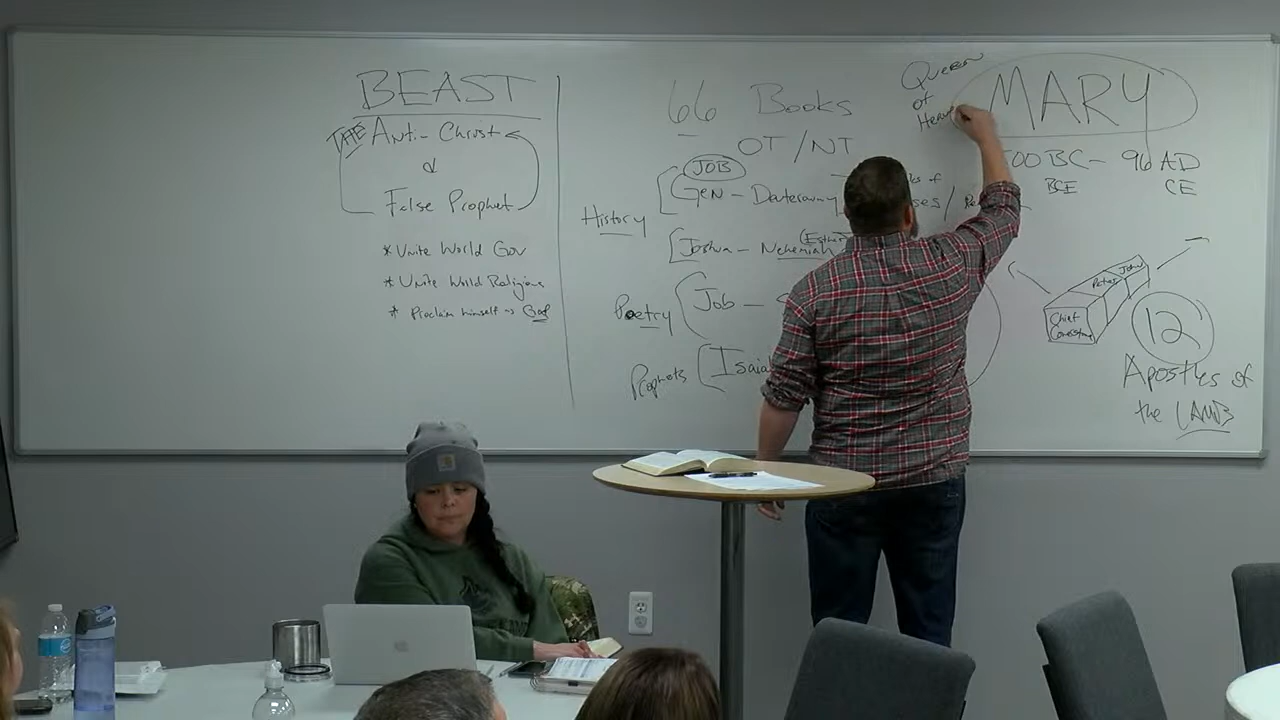 BEAST
THE Anti-Christ
&
False Prophet
* Unite World Gov
* Unite World Religions
* Proclaim himself as God
66 Books
OT / NT
JOB
Gen - Deuteronomy
History
(Esther)
Joshua - Nehemiah
Poetry
Job -
Prophets
Queen
of
MARY
96 AD
BCE
CE
Chief
Peter
John
12
Apostles of
the LAMB